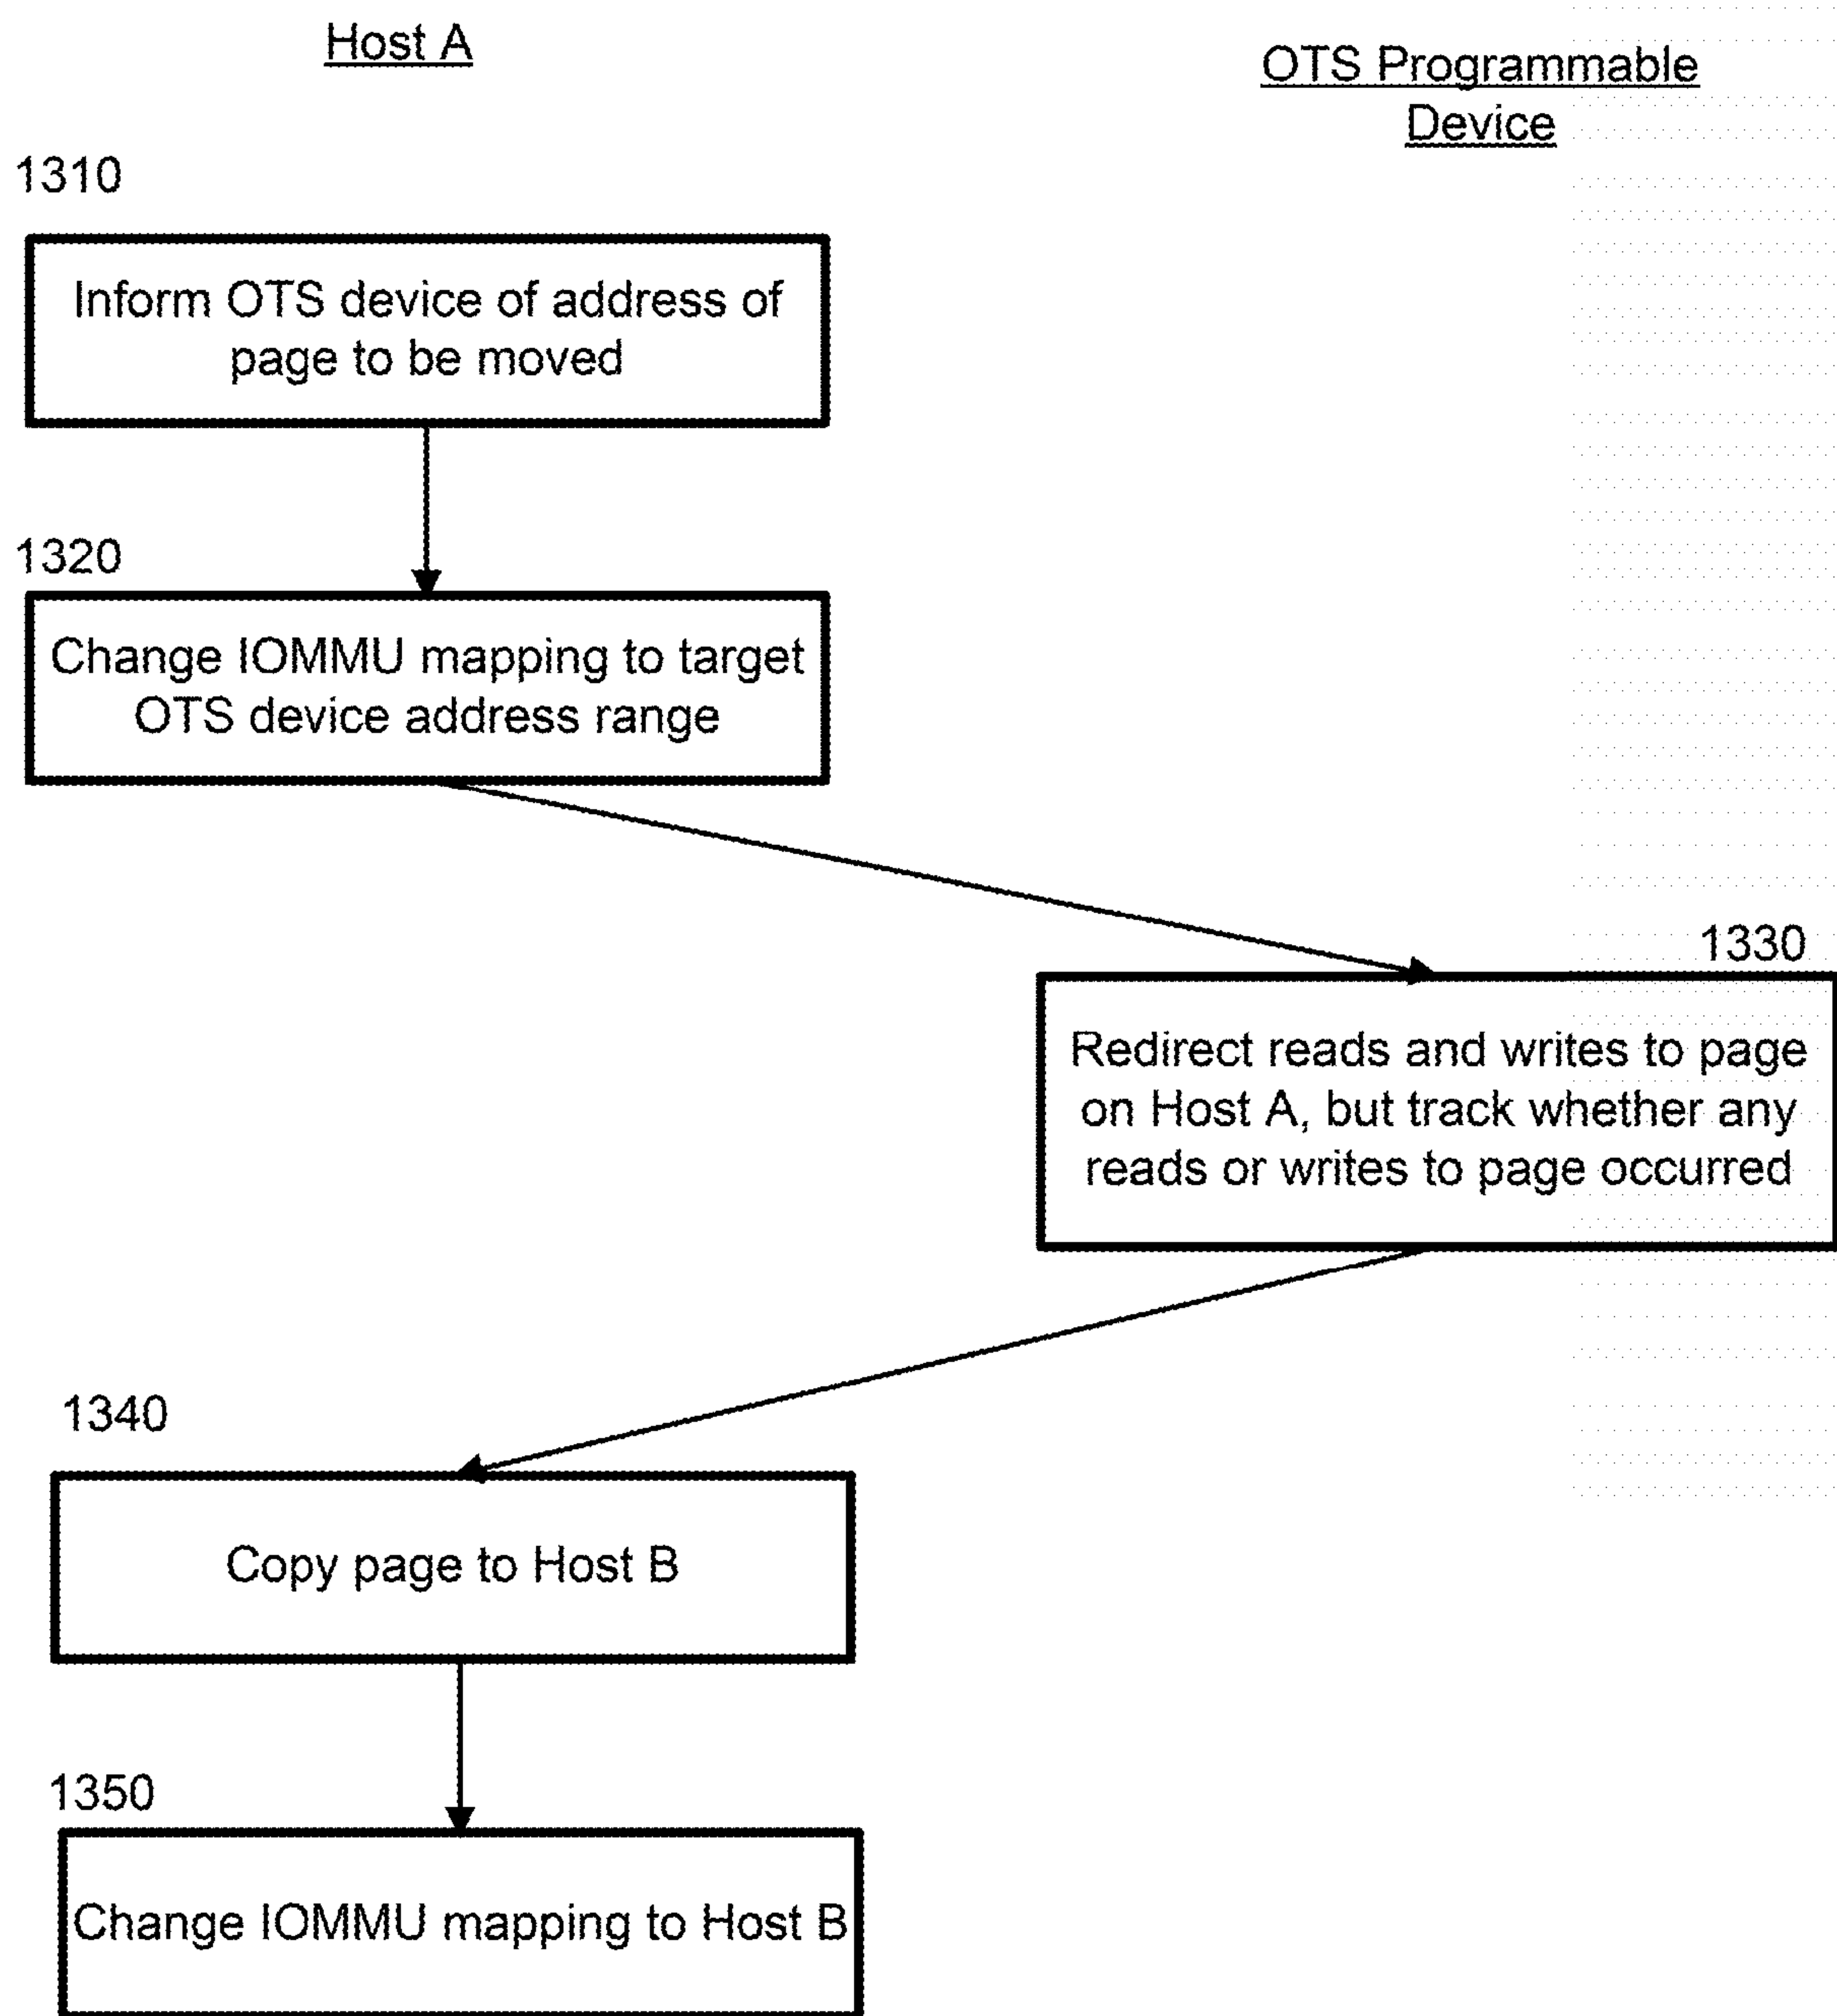 Host A
OTS Programmable
Device
1310
Inform OTS device of address of
page to be moved
1320
Change IOMMU mapping to target
OTS device address range
1330
Redirect reads and writes to page
on Host A, but track whether any
reads or writes to page occurred
1340
Copy page to Host B
1350
Change IOMMU mapping to Host B